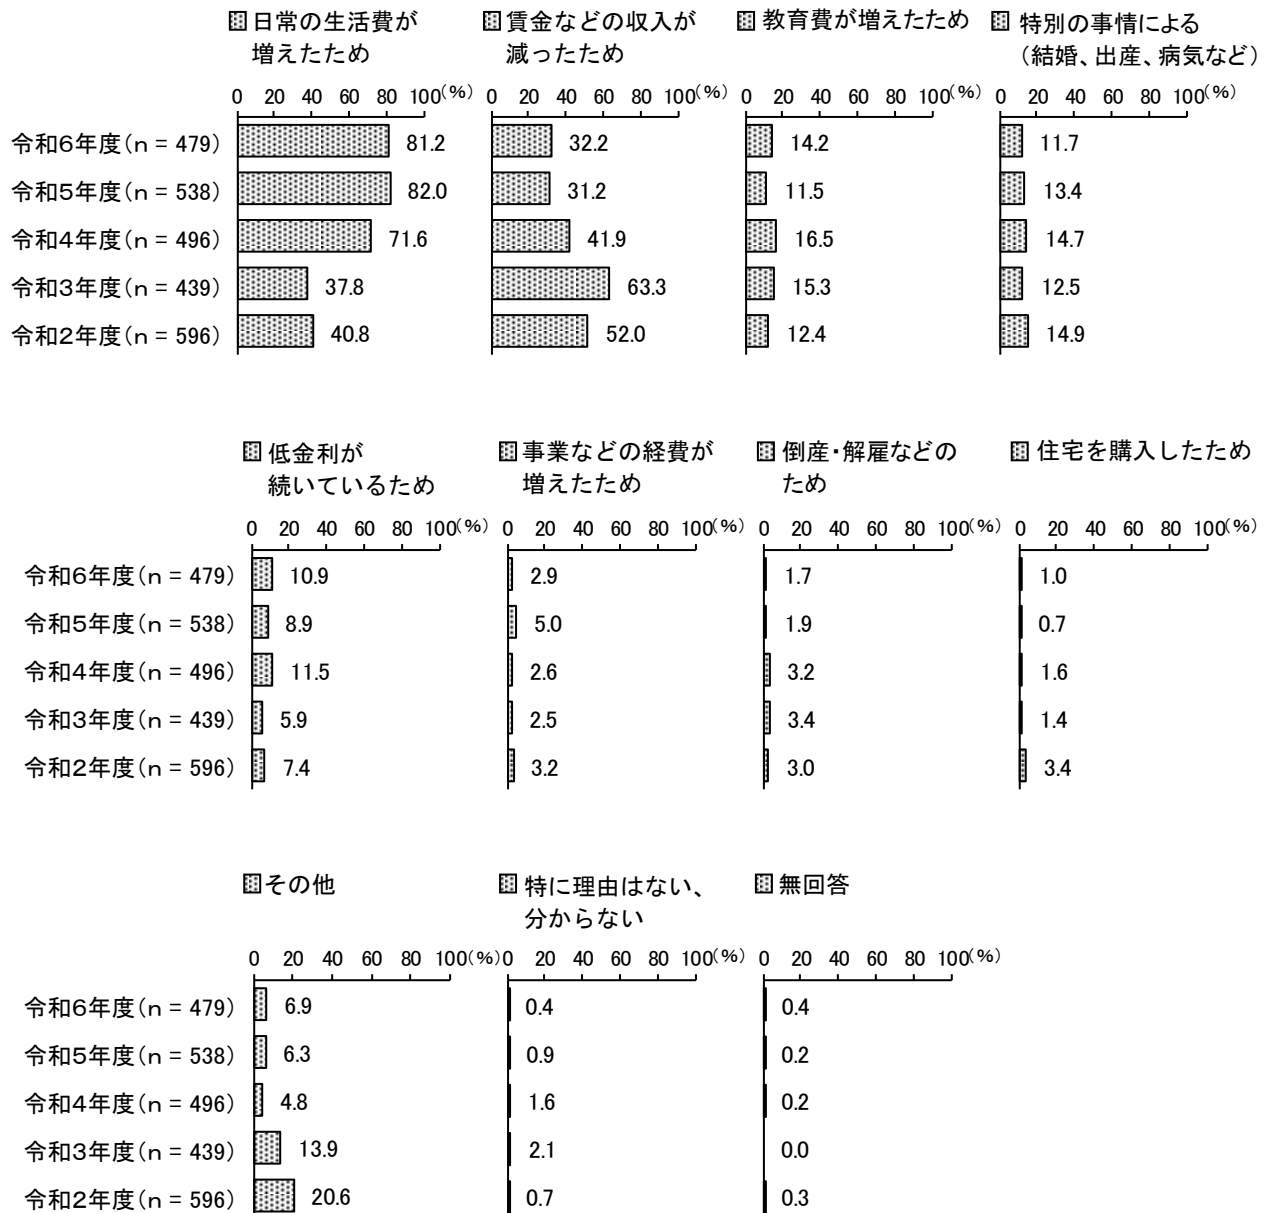 日常の生活費が
増えたため
賃金などの収入が
減ったため
教育費が増えたため
特別の事情による
(結婚、出産、病気など)
0 20 40 60 80 100(%) 0 20 40 60 80 100(%) 0 20 40 60 80 100(%) 0 20 40 60 80 100(%)
令和6年度(n = 479) 81.2 32.2 14.2 11.7
令和5年度(n = 538) 82.0 31.2 11.5 13.4
令和4年度(n = 496) 71.6 41.9 16.5 14.7
令和3年度(n = 439) 37.8 63.3 15.3 12.5
令和2年度(n = 596) 40.8 52.0 12.4 14.9
低金利が
続いているため
事業などの経費が
増えたため
倒産・解雇などの
ため
住宅を購入したため
0 20 40 60 80 100(%) 0 20 40 60 80 100(%) 0 20 40 60 80 100(%) 0 20 40 60 80 100(%)
令和6年度(n = 479) 10.9 2.9 1.7 1.0
令和5年度(n = 538) 8.9 5.0 1.9 0.7
令和4年度(n = 496) 11.5 2.6 3.2 1.6
令和3年度(n = 439) 5.9 2.5 3.4 1.4
令和2年度(n = 596) 7.4 3.2 3.0 3.4
その他
特に理由はない、
分からない
無回答
0 20 40 60 80 100(%) 0 20 40 60 80 100(%) 0 20 40 60 80 100(%)
令和6年度(n = 479) 6.9 0.4 0.4
令和5年度(n = 538) 6.3 0.9 0.2
令和4年度(n = 496) 4.8 1.6 0.2
令和3年度(n = 439) 13.9 2.1 0.0
令和2年度(n = 596) 20.6 0.7 0.3